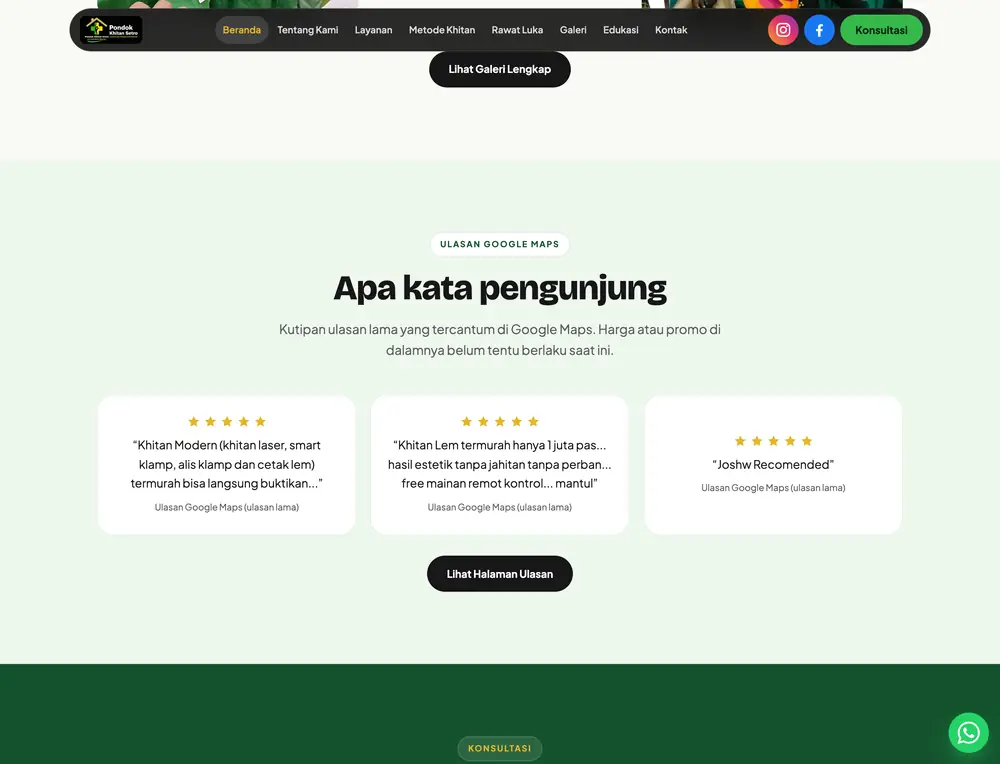 Pondok
Khitan Setro
Beranda
Tentang Kami
Layanan
Metode Khitan
Rawat Luka
Galeri
Edukasi
Kontak
Konsultasi
Lihat Galeri Lengkap
ULASAN GOOGLE MAPS
Apa kata pengunjung
Kutipan ulasan lama yang tercantum di Google Maps. Harga atau promo di
dalamnya belum tentu berlaku saat ini.
“Khitan Modern (khitan laser, smart
klamp, alis klamp dan cetak lem)
termurah bisa langsung buktikan...”
Ulasan Google Maps (ulasan lama)
“Khitan Lem termurah hanya 1 juta pas...
hasil estetik tanpa jahitan tanpa perban...
free mainan remot kontrol... mantul”
Ulasan Google Maps (ulasan lama)
“Joshw Recomended”
Ulasan Google Maps (ulasan lama)
Lihat Halaman Ulasan
KONSULTASI